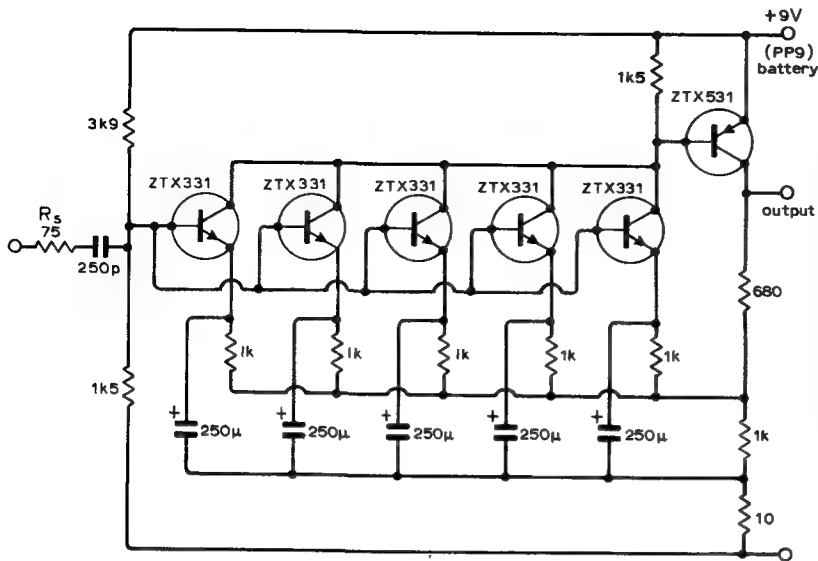 +9V
(PP9)
battery
1k5
ZTX531
3k9
ZTX331
ZTX331
ZTX331
ZTX331
ZTX331
Rs
75
250p
output
680
1k
1k
1k
1k
1k
1k5
+
250μ
+
250μ
+
250μ
+
250μ
+
250μ
1k
10